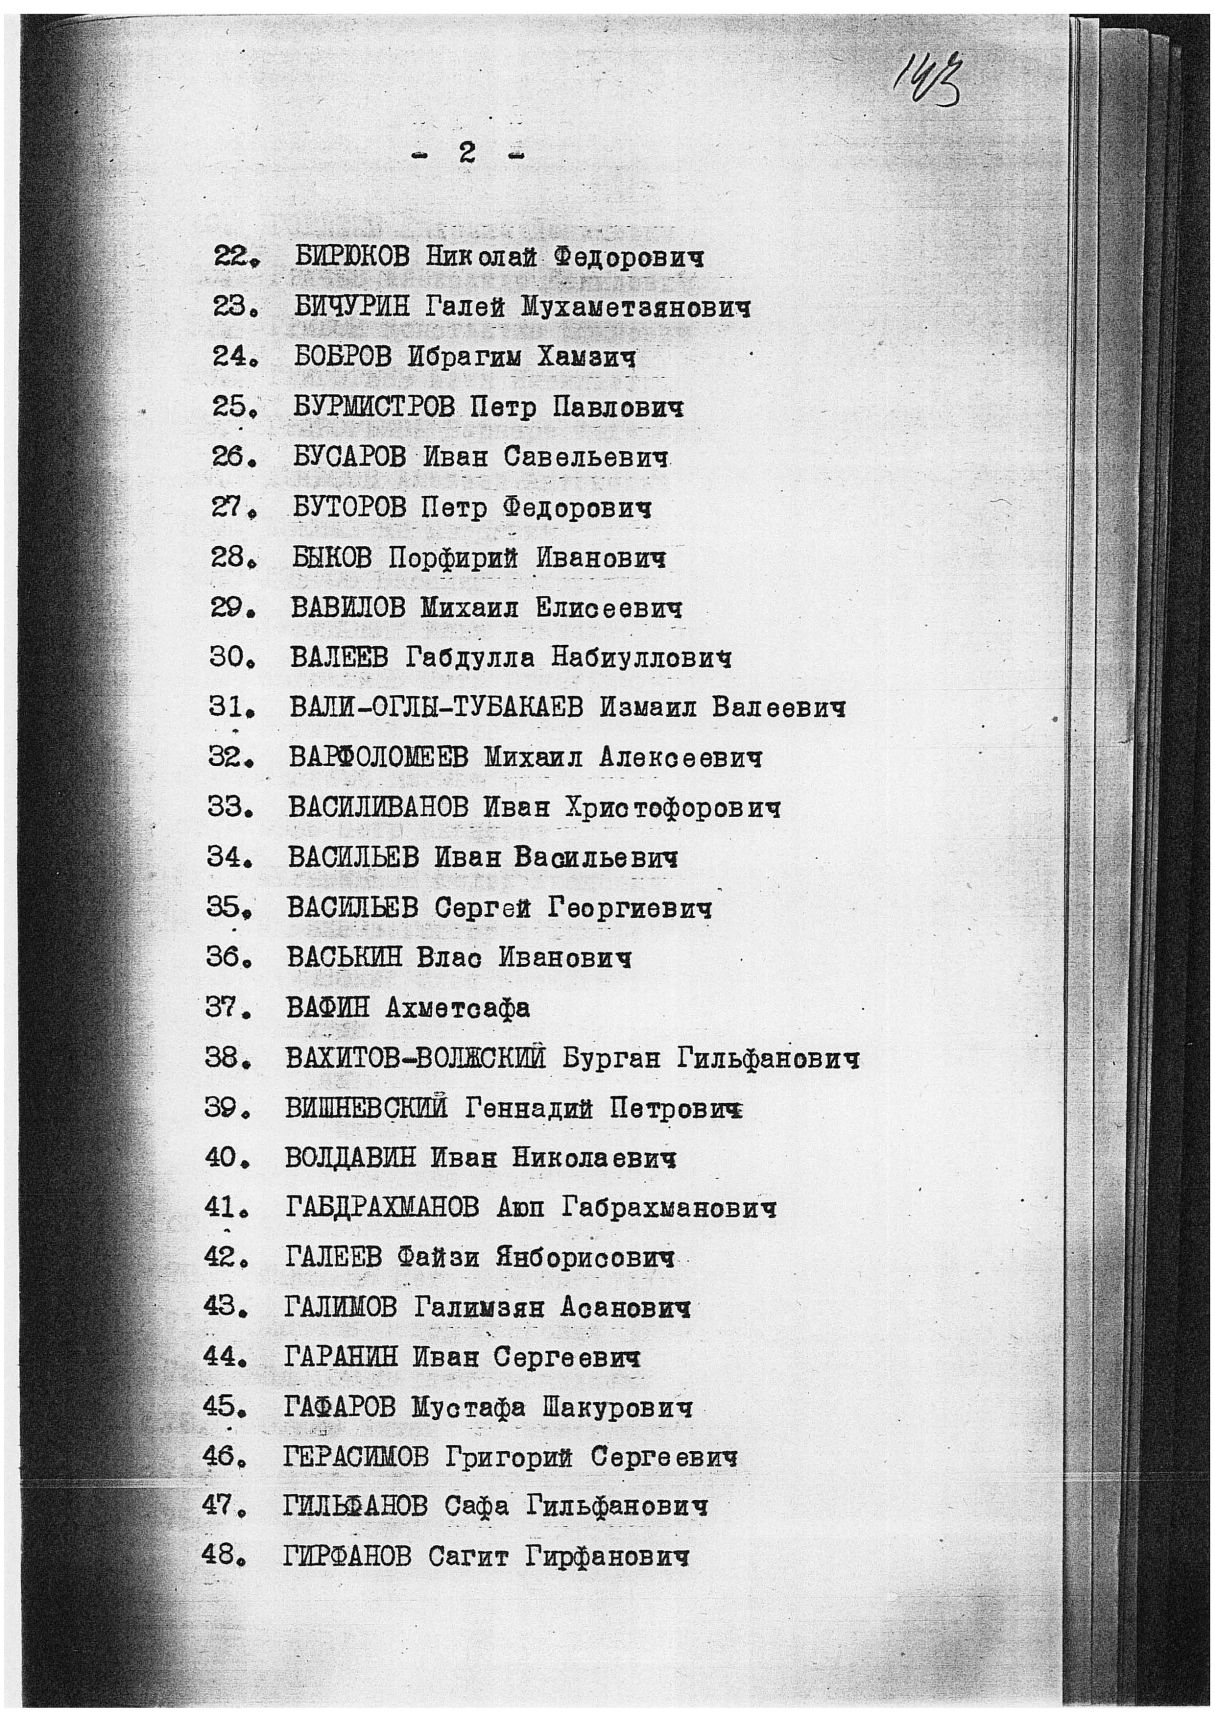 143
- 2 -
22. БИРЮКОВ Николай Федорович
23. БИЧУРИН Галей Мухаметзянович
24. БОБРОВ Ибрагим Хамзич
25. БУРМИСТРОВ Петр Павлович
26. БУСАРОВ Иван Савельевич
27. БУТОРОВ Петр Федорович
28. БЫКОВ Порфирий Иванович
29. ВАВИЛОВ Михаил Елисеевич
30. ВАЛЕЕВ Габдулла Набиуллович
31. ВАЛИ-ОГЛЫ-ТУБАКАЕВ Измаил Валеевич
32. ВАРФОЛОМЕЕВ Михаил Алексеевич
33. ВАСИЛИВАНОВ Иван Христофорович
34. ВАСИЛЬЕВ Иван Васильевич
35. ВАСИЛЬЕВ Сергей Георгиевич
36. ВАСЬКИН Влас Иванович
37. ВАФИН Ахметсафа
38. ВАХИТОВ-ВОЛЖСКИЙ Бурган Гильфанович
39. ВИШНЕВСКИЙ Геннадий Петрович
40. ВОЛДАВИН Иван Николаевич
41. ГАБДРАХМАНОВ Аюп Габрахманович
42. ГАЛЕЕВ Файзи Янборисович
43. ГАЛИМОВ Галимзян Асанович
44. ГАРАНИН Иван Сергеевич
45. ГАФАРОВ Мустафа Шакурович
46. ГЕРАСИМОВ Григорий Сергеевич
47. ГИЛЬФАНОВ Сафа Гильфанович
48. ГИРФАНОВ Сагит Гирфанович